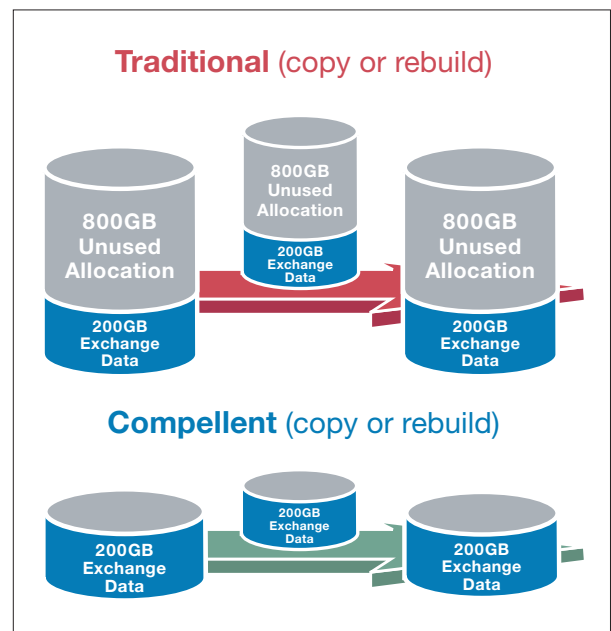 Traditional (copy or rebuild)
800GB
Unused
Allocation
200GB
Exchange
Data
800GB
Unused
Allocation
200GB
Exchange
Data
800GB
Unused
Allocation
200GB
Exchange
Data
Compellent (copy or rebuild)
200GB
Exchange
Data
200GB
Exchange
Data
200GB
Exchange
Data